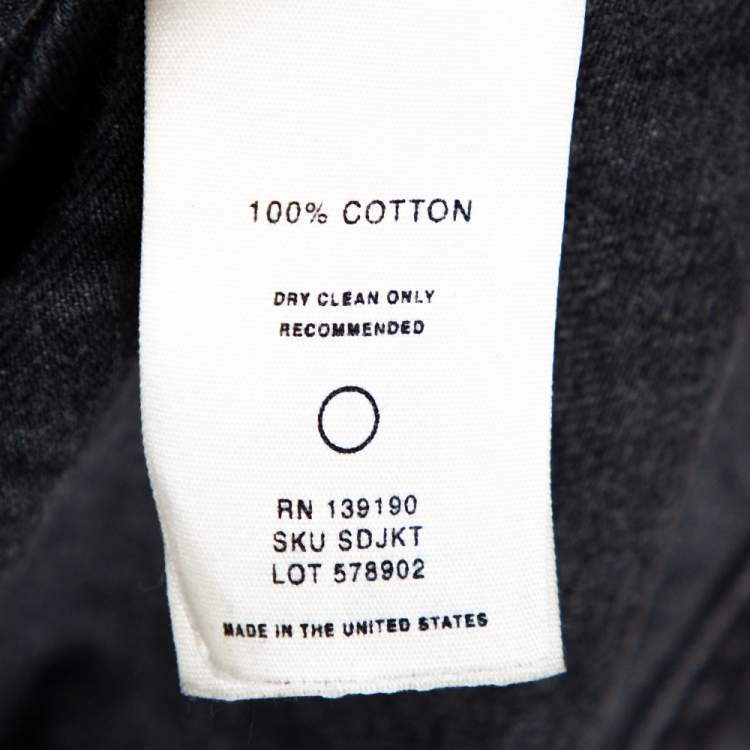 100% COTTON
DRY CLEAN ONLY
RECOMMENDED
RN 139190
SKU SDJKT
LOT 578902
MADE IN THE UNITED STATES